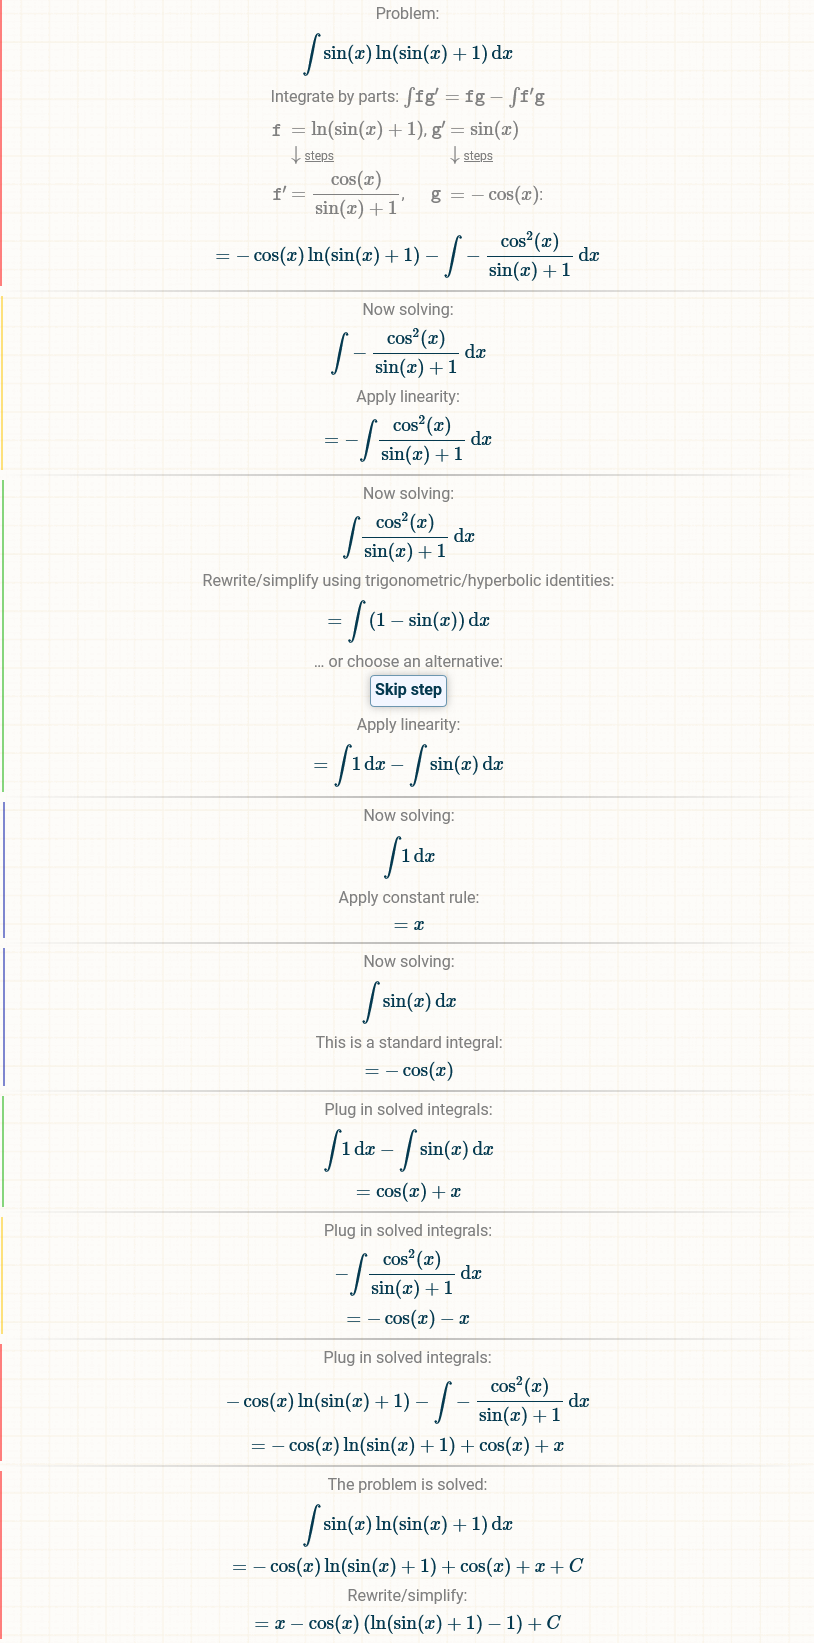 Problem:
∫ sin(x) ln(sin(x) + 1) dx
Integrate by parts: ∫fg′ = fg − ∫f′g
f = ln(sin(x) + 1), g′ = sin(x)
↓ steps ↓ steps
f′ = cos(x) / (sin(x) + 1), g = − cos(x):
= − cos(x) ln(sin(x) + 1) − ∫ − cos²(x) / (sin(x) + 1) dx
Now solving:
∫ − cos²(x) / (sin(x) + 1) dx
Apply linearity:
= −∫ cos²(x) / (sin(x) + 1) dx
Now solving:
∫ cos²(x) / (sin(x) + 1) dx
Rewrite/simplify using trigonometric/hyperbolic identities:
= ∫ (1 − sin(x)) dx
... or choose an alternative:
Skip step
Apply linearity:
= ∫ 1 dx − ∫ sin(x) dx
Now solving:
∫ 1 dx
Apply constant rule:
= x
Now solving:
∫ sin(x) dx
This is a standard integral:
= − cos(x)
Plug in solved integrals:
∫ 1 dx − ∫ sin(x) dx
= cos(x) + x
Plug in solved integrals:
−∫ cos²(x) / (sin(x) + 1) dx
= − cos(x) − x
Plug in solved integrals:
− cos(x) ln(sin(x) + 1) − ∫ − cos²(x) / (sin(x) + 1) dx
= − cos(x) ln(sin(x) + 1) + cos(x) + x
The problem is solved:
∫ sin(x) ln(sin(x) + 1) dx
= − cos(x) ln(sin(x) + 1) + cos(x) + x + C
Rewrite/simplify:
= x − cos(x) (ln(sin(x) + 1) − 1) + C